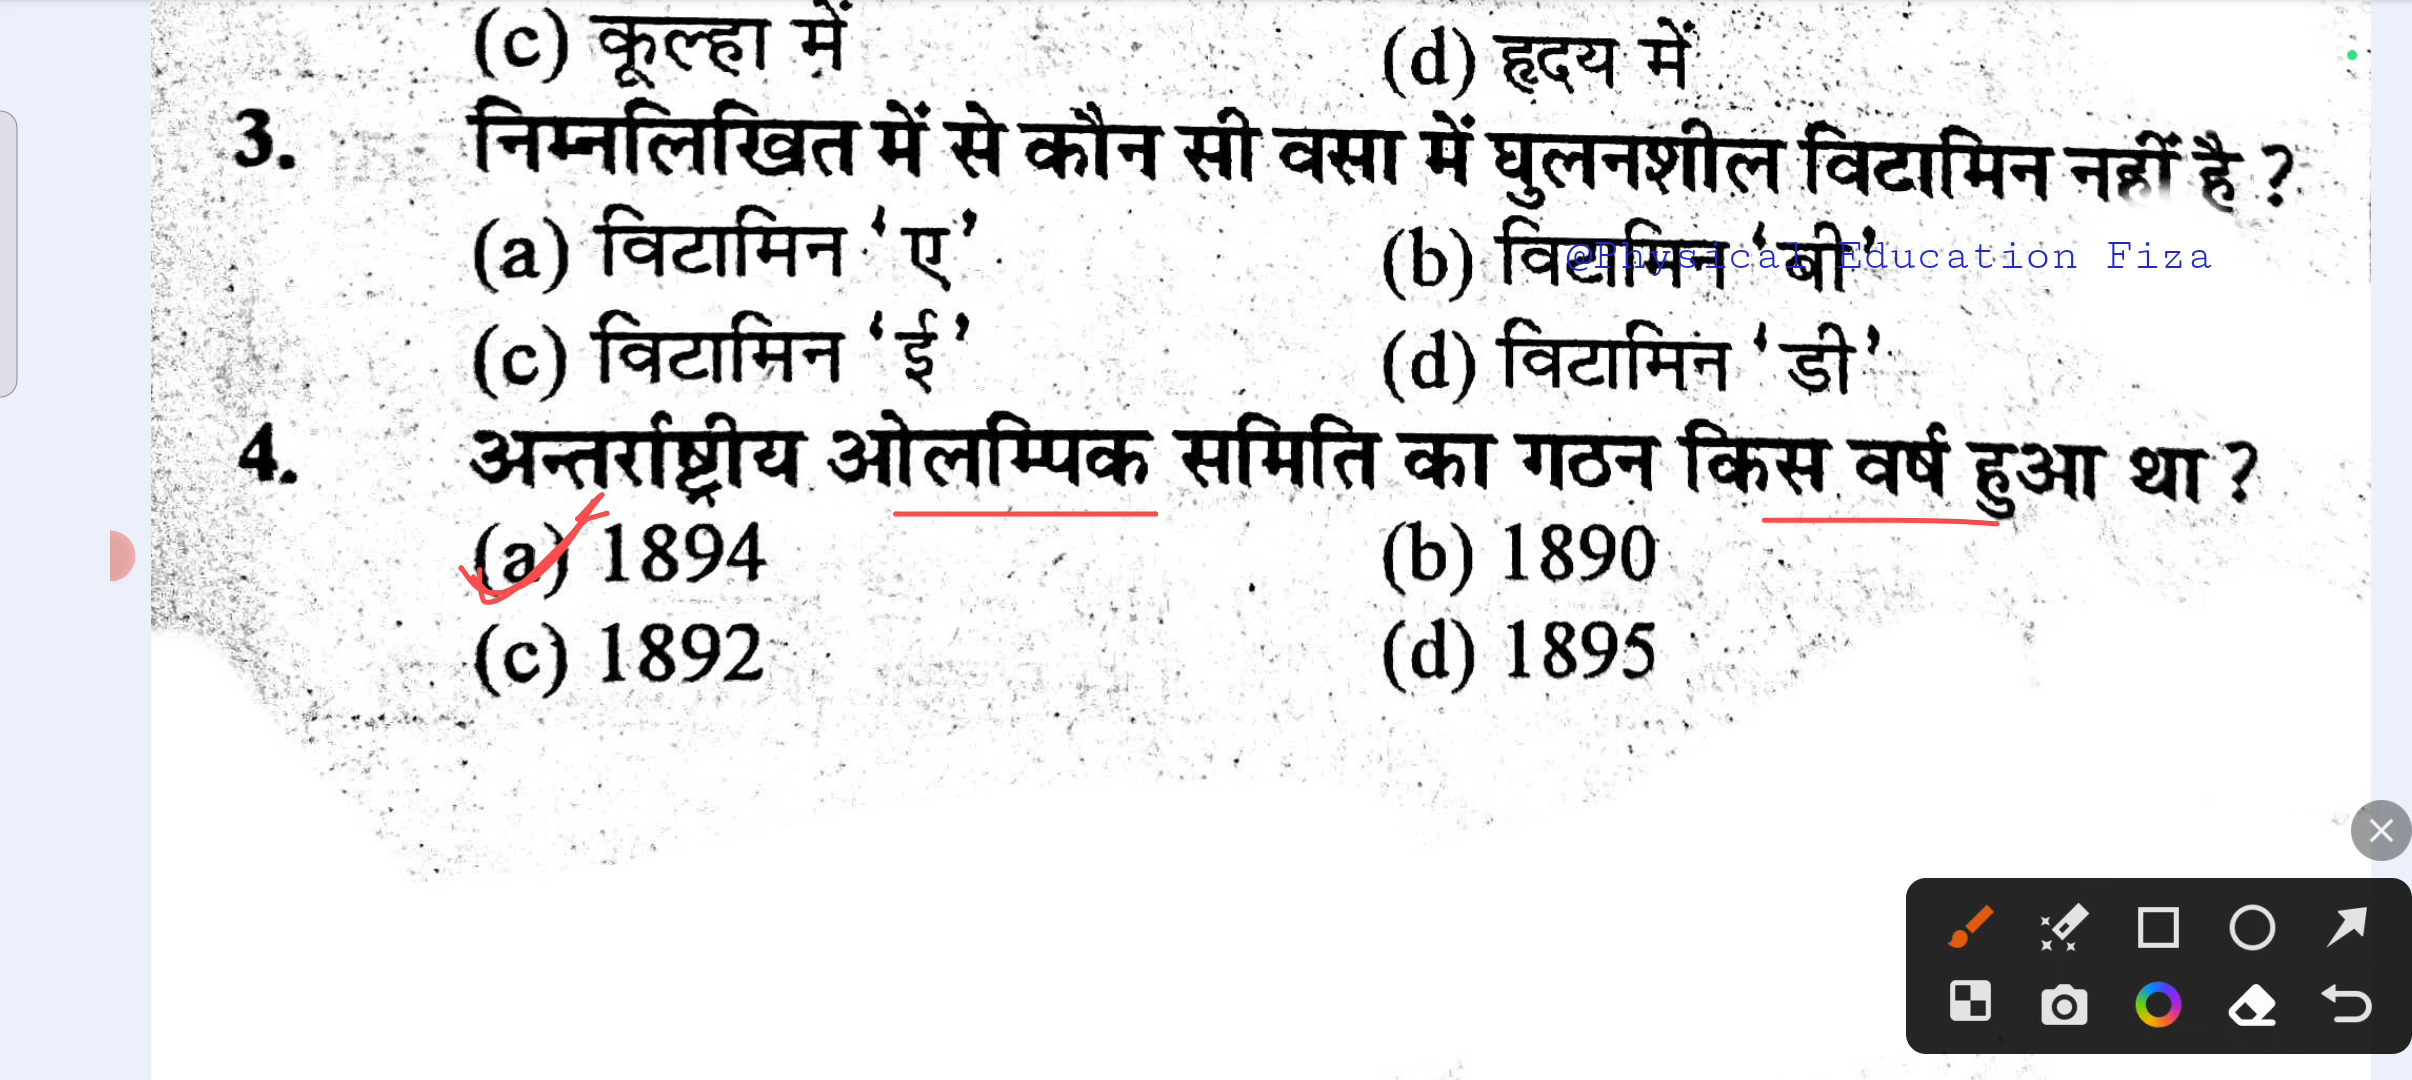 (c) कूल्हा में (d) हृदय में
3. निम्नलिखित में से कौन सी वसा में घुलनशील विटामिन नहीं है ?
(a) विटामिन ‘ए’ (b) विटामिन ‘बी’
@Physical Education Fiza
(c) विटामिन ‘ई’ (d) विटामिन ‘डी’
4. अन्तर्राष्ट्रीय ओलम्पिक समिति का गठन किस वर्ष हुआ था ?
(a) 1894 (b) 1890
(c) 1892 (d) 1895